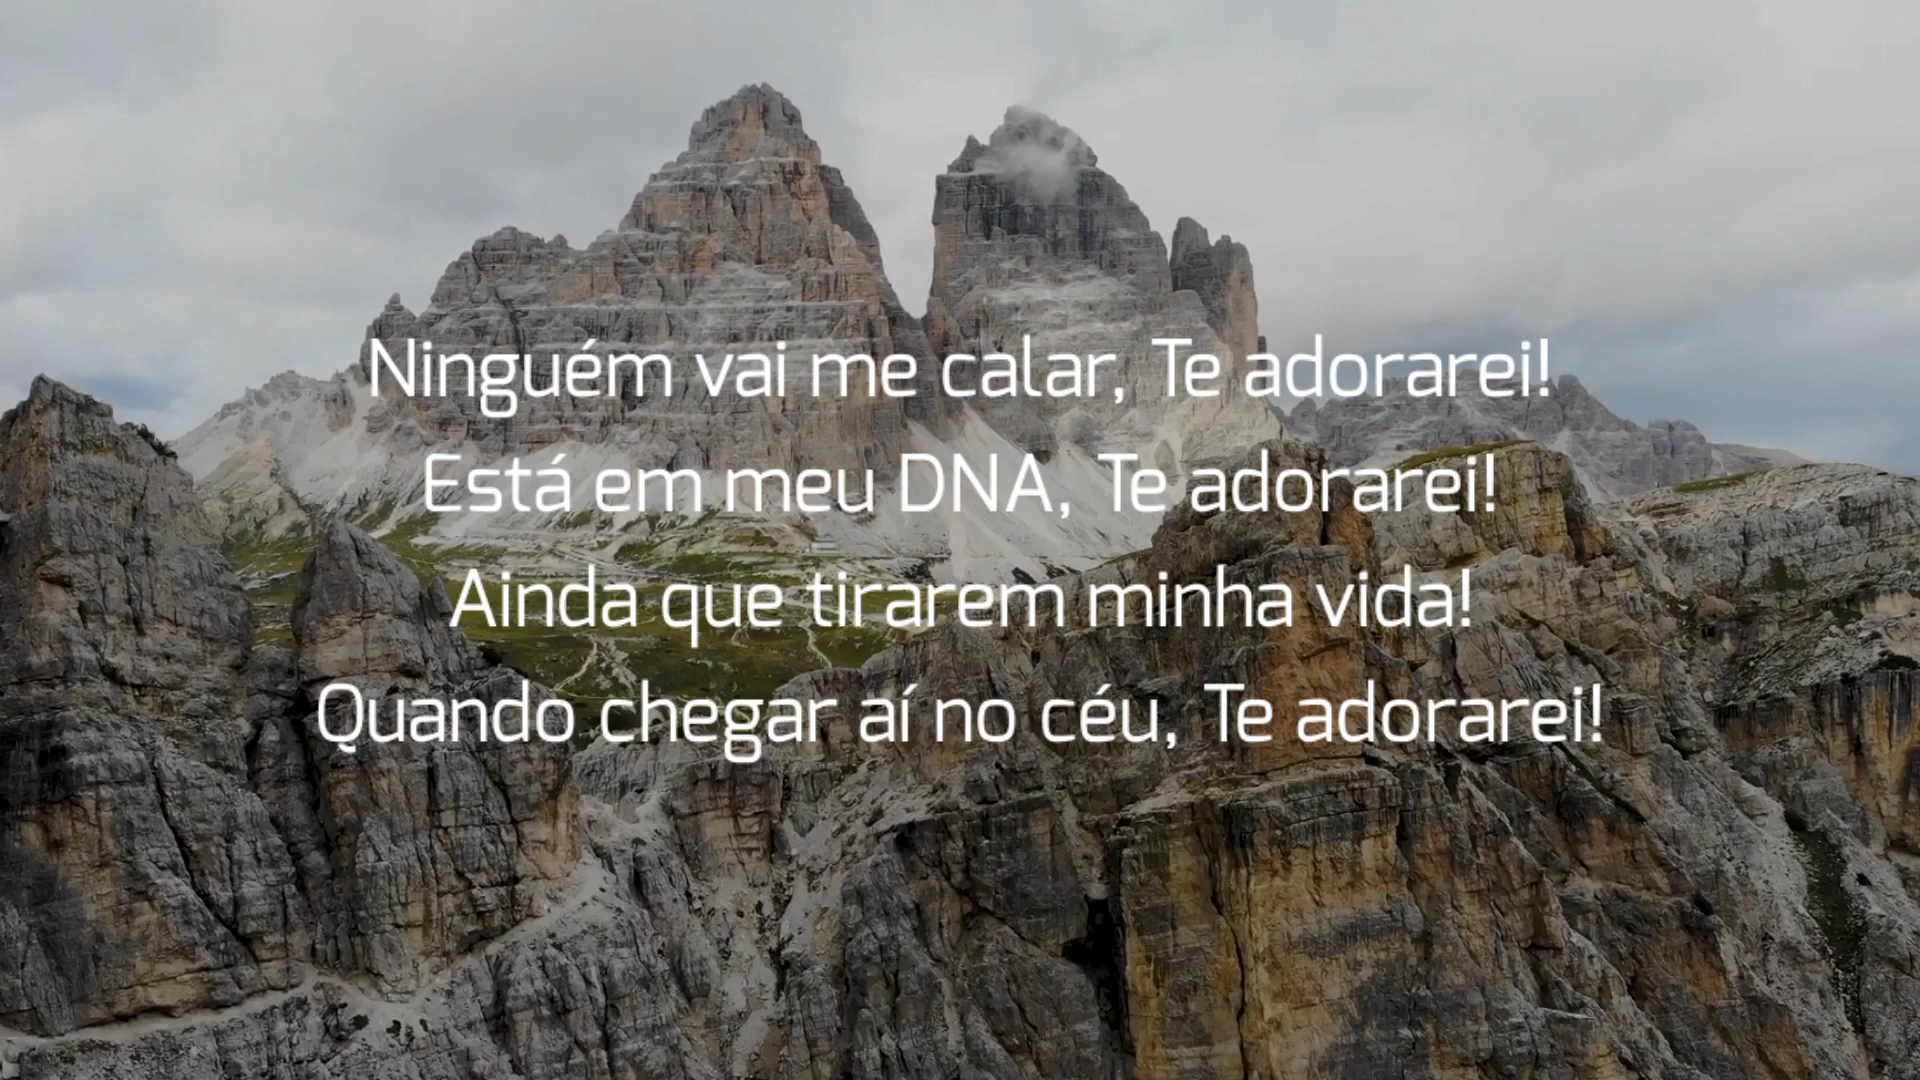 Ninguém vai me calar, Te adorarei!
Está em meu DNA, Te adorarei!
Ainda que tirarem minha vida!
Quando chegar aí no céu, Te adorarei!